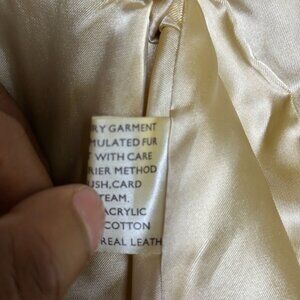 RY GARMENT
MULATED FUR
WITH CARE
RIER METHOD
USH, CARD
TEAM.
ACRYLIC
COTTON
REAL LEATH